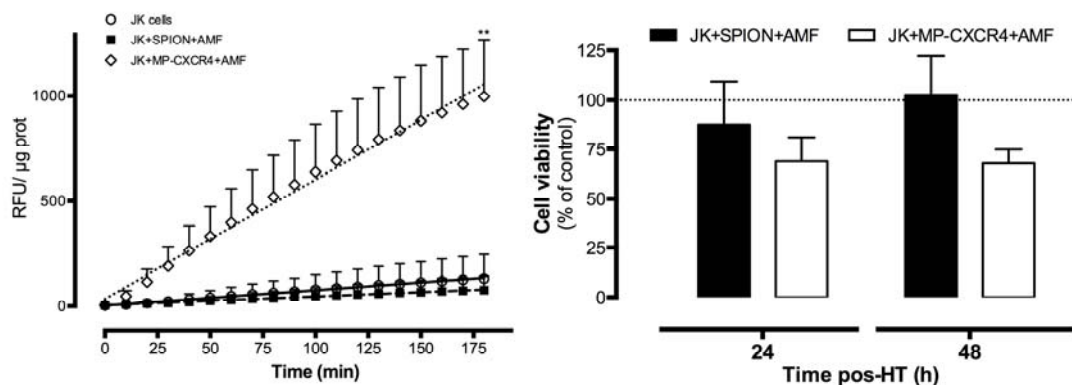 JK cells
JK+SPION+AMF
JK+MP-CXCR4+AMF
**
1000
500
0
RFU/ µg prot
0 25 50 75 100 125 150 175
Time (min)
JK+SPION+AMF JK+MP-CXCR4+AMF
125
100
75
50
25
0
Cell viability
(% of control)
24 48
Time pos-HT (h)